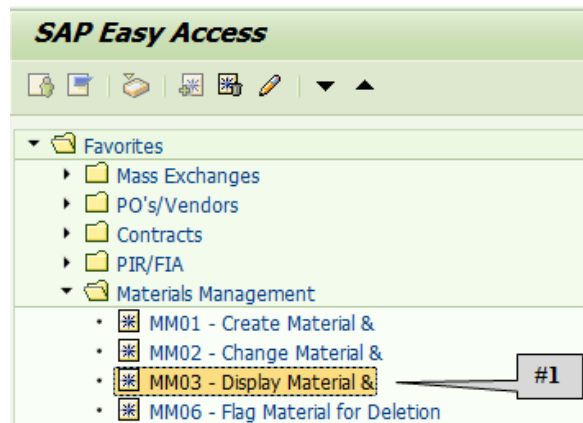 SAP Easy Access
Favorites
Mass Exchanges
PO's/Vendors
Contracts
PIR/FIA
Materials Management
MM01 - Create Material &
MM02 - Change Material &
MM03 - Display Material &
#1
MM06 - Flag Material for Deletion